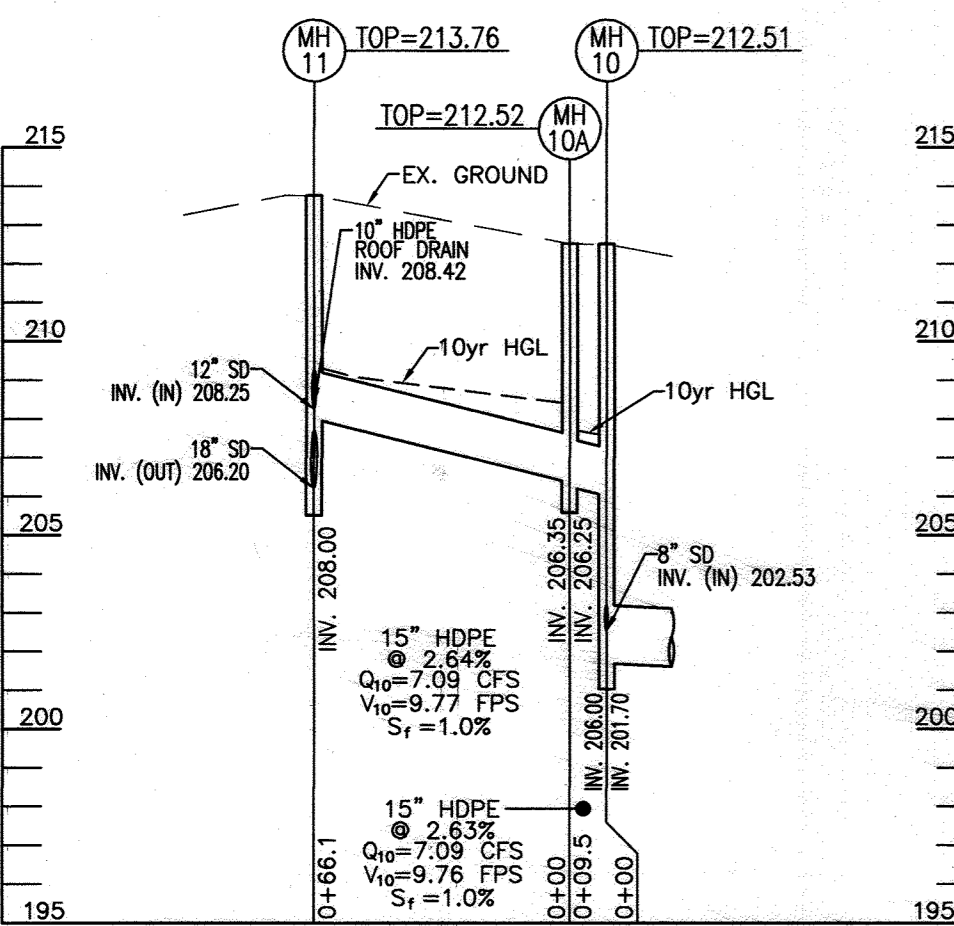 MH
11
TOP=213.76
MH
10
TOP=212.51
TOP=212.52
MH
10A
215
215
EX. GROUND
10" HDPE
ROOF DRAIN
INV. 208.42
210
210
10yr HGL
12" SD
INV. (IN) 208.25
10yr HGL
18" SD
INV. (OUT) 206.20
205
205
INV. 208.00
INV. 206.35
INV. 206.25
8" SD
INV. (IN) 202.53
15" HDPE
@ 2.64%
Q₁₀=7.09 CFS
V₁₀=9.77 FPS
Sf =1.0%
200
200
INV. 206.00
INV. 201.70
15" HDPE
@ 2.63%
Q₁₀=7.09 CFS
V₁₀=9.76 FPS
Sf =1.0%
0+66.1
0+00
0+09.5
0+00
195
195